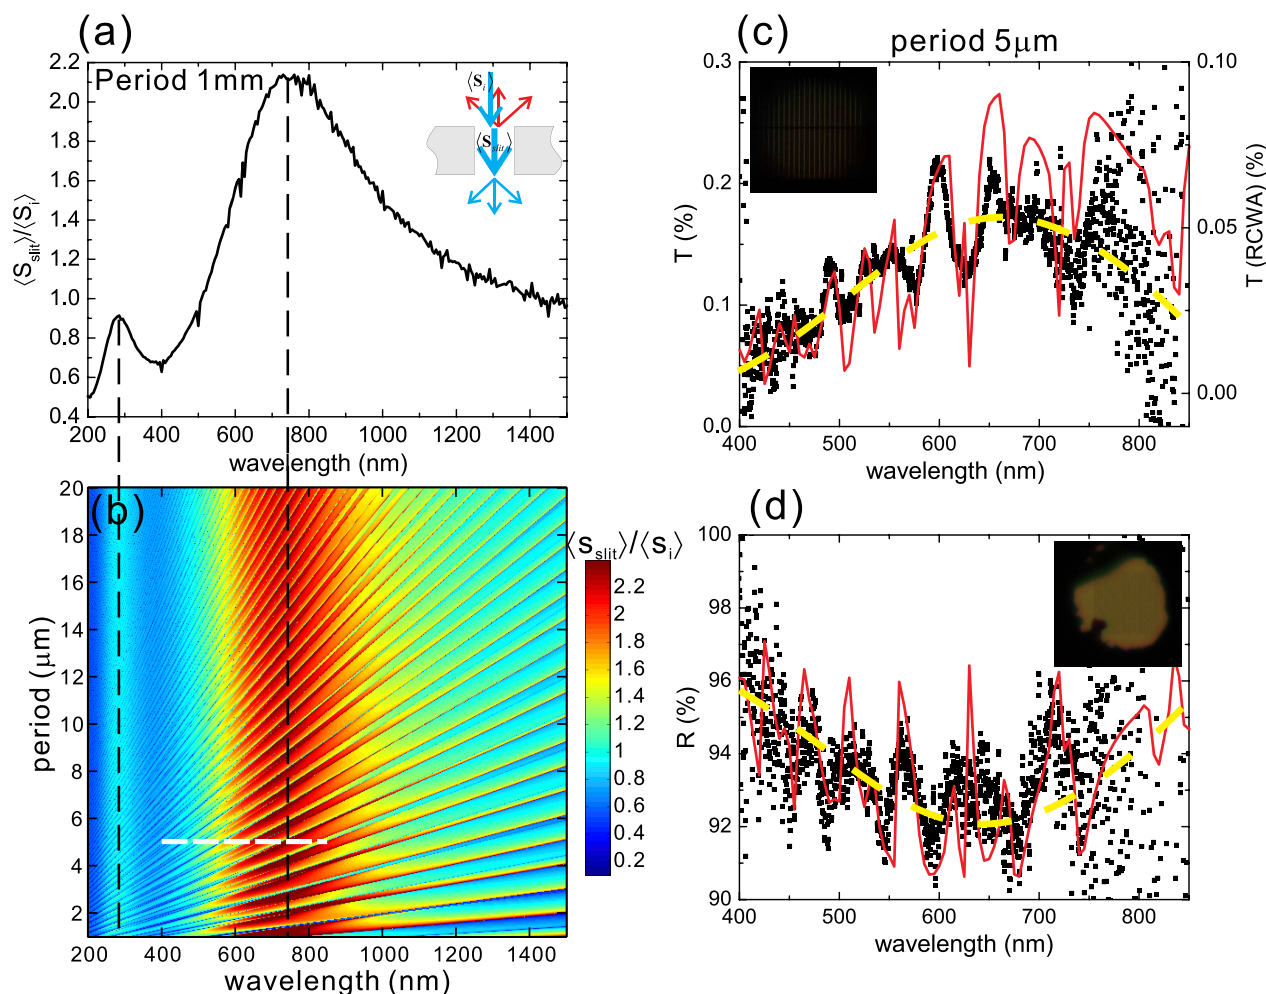 (a)
Period 1mm
⟨S_slit⟩/⟨S_i⟩
2.2
2.0
1.8
1.6
1.4
1.2
1.0
0.8
0.6
0.4
⟨S_i⟩
⟨S_slit⟩
200 400 600 800 1000 1200 1400
wavelength (nm)
(b)
period (μm)
20
18
16
14
12
10
8
6
4
2
200 400 600 800 1000 1200 1400
wavelength (nm)
⟨s_slit⟩/⟨s_i⟩
2.2
2
1.8
1.6
1.4
1.2
1
0.8
0.6
0.4
0.2
(c)
period 5μm
T (%)
0.3
0.2
0.1
0.0
0.10
0.05
0.00
T (RCWA) (%)
400 500 600 700 800
wavelength (nm)
(d)
R (%)
100
98
96
94
92
90
400 500 600 700 800
wavelength (nm)